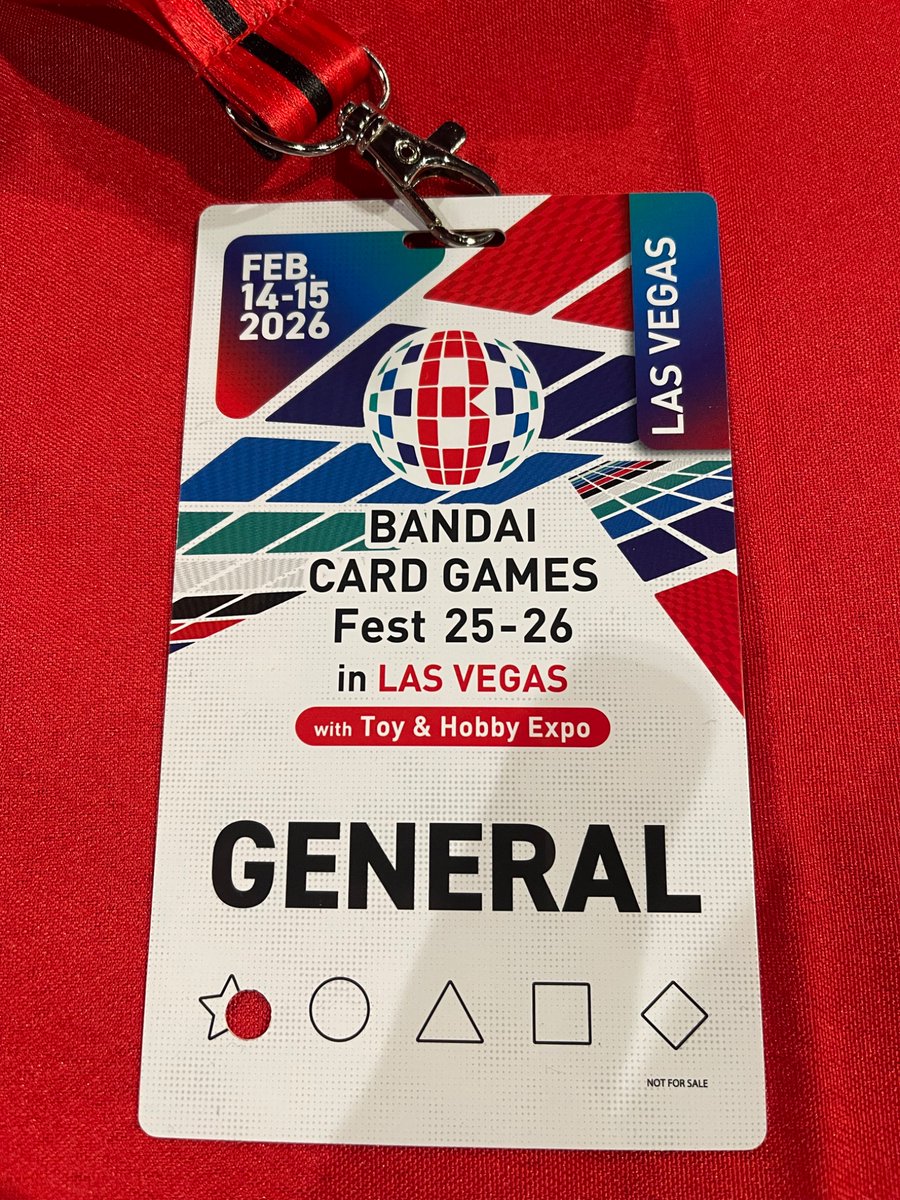 FEB.
14-15
2026
LAS VEGAS
BANDAI
CARD GAMES
Fest 25-26
in LAS VEGAS
with Toy & Hobby Expo
GENERAL
NOT FOR SALE